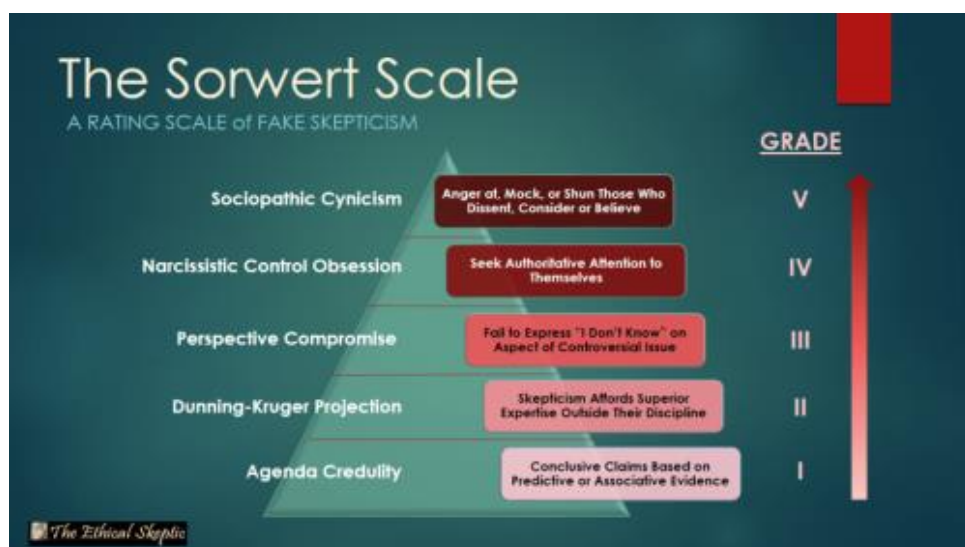 The Sorwert Scale
A RATING SCALE of FAKE SKEPTICISM
GRADE
Sociopathic Cynicism
Anger at, Mock, or Shun Those Who
Dissent, Consider or Believe
V
Narcissistic Control Obsession
Seek Authoritative Attention to
Themselves
IV
Perspective Compromise
Fail to Express "I Don't Know" on
Aspect of Controversial Issue
III
Dunning-Kruger Projection
Skepticism Affords Superior
Expertise Outside Their Discipline
II
Agenda Credulity
Conclusive Claims Based on
Predictive or Associative Evidence
I
The Ethical Skeptic